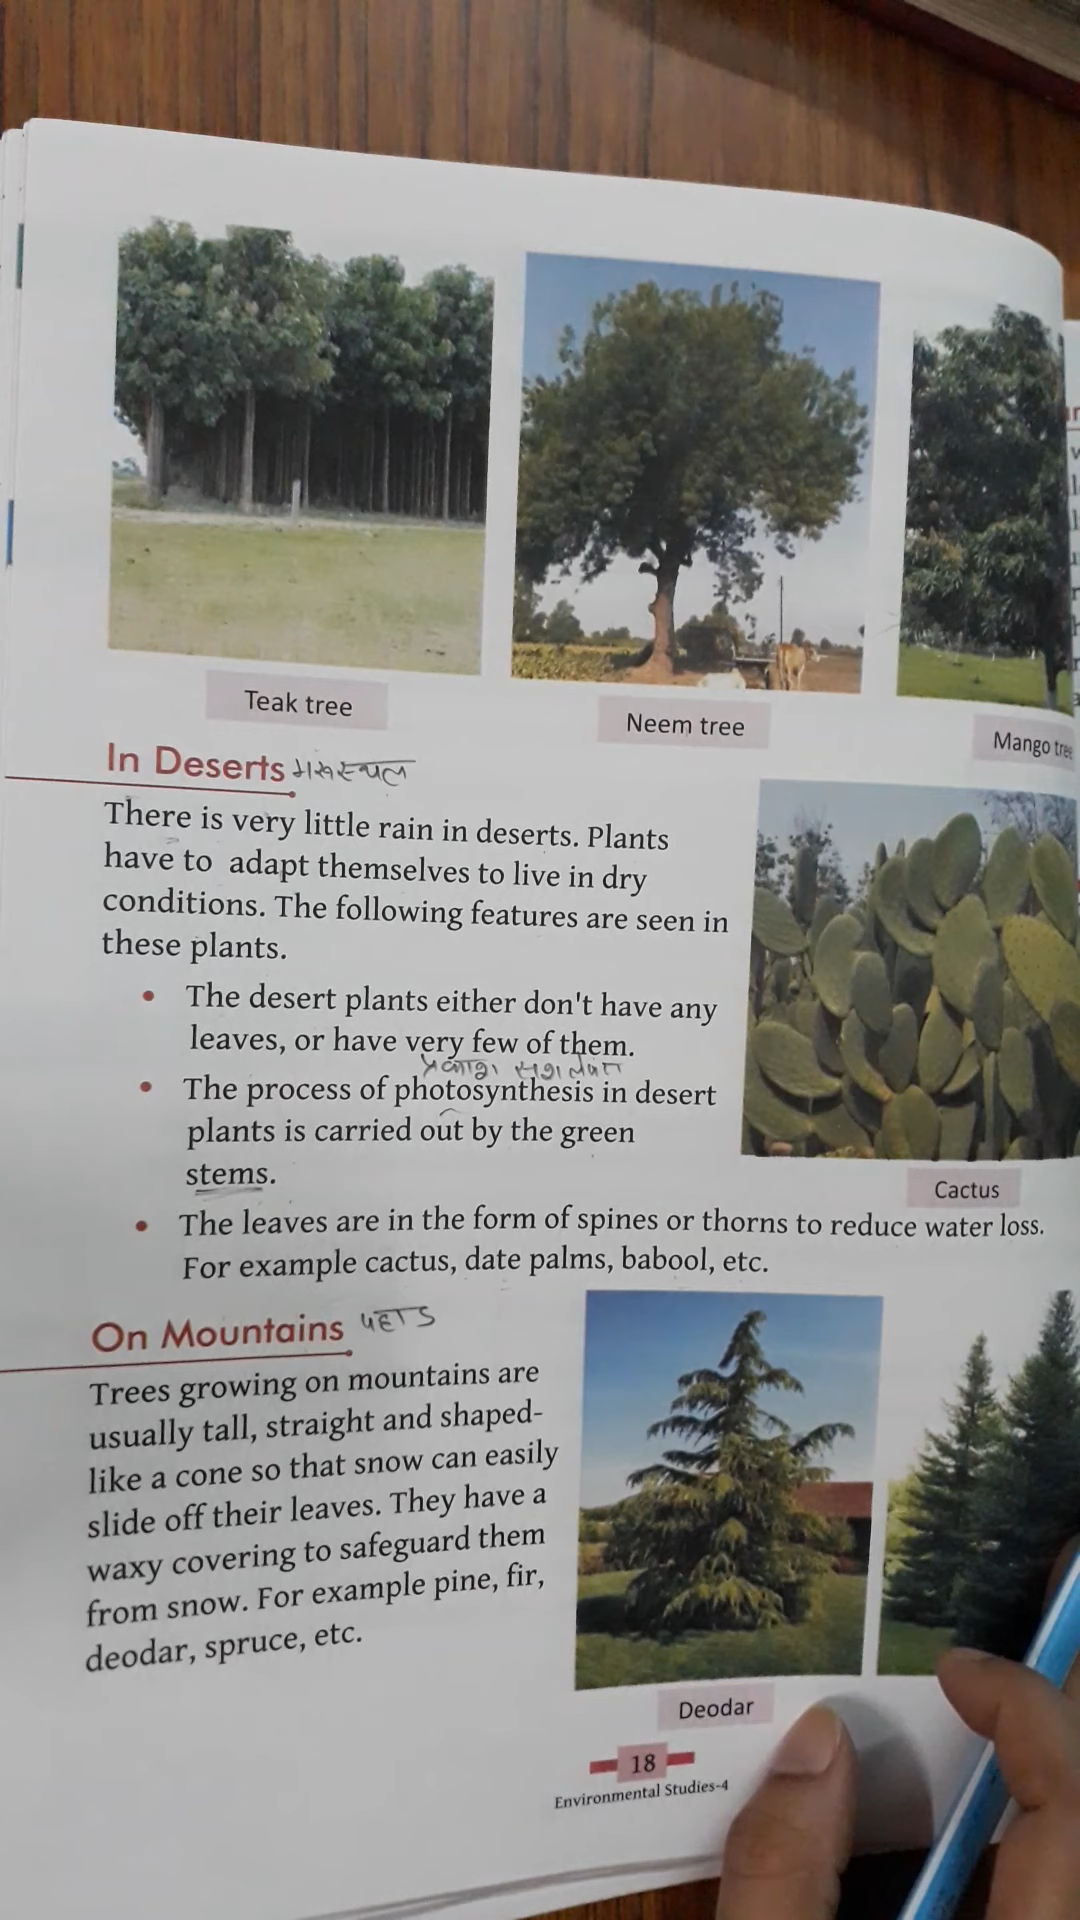 Teak tree
Neem tree
Mango tree
In Deserts मरुस्थल
There is very little rain in deserts. Plants
have to adapt themselves to live in dry
conditions. The following features are seen in
these plants.
• The desert plants either don't have any
leaves, or have very few of them.
प्रकाश
• The process of photosynthesis in desert
plants is carried out by the green
stems.
Cactus
• The leaves are in the form of spines or thorns to reduce water loss.
For example cactus, date palms, babool, etc.
On Mountains पहाड़
Trees growing on mountains are
usually tall, straight and shaped-
like a cone so that snow can easily
slide off their leaves. They have a
waxy covering to safeguard them
from snow. For example pine, fir,
deodar, spruce, etc.
Deodar
18
Environmental Studies-4